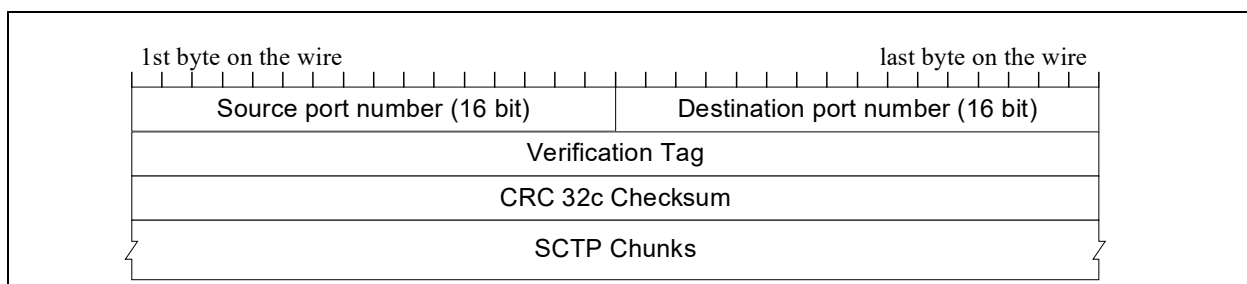 1st byte on the wire last byte on the wire
Source port number (16 bit) Destination port number (16 bit)
Verification Tag
CRC 32c Checksum
SCTP Chunks